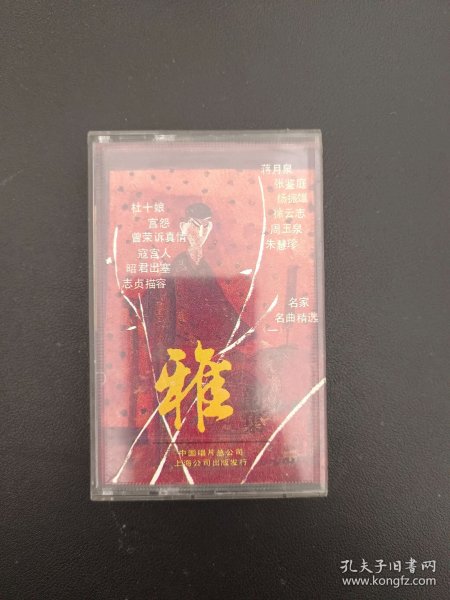 杜十娘
宫怨
曾荣诉真情
寇宫人
昭君出塞
志贞描容
蒋月泉
张鉴庭
杨振雄
徐云志
周玉泉
朱慧珍
名家
名曲精选
(一)
雅
中国唱片总公司
上海公司出版发行
孔夫子旧书网
www.kongfz.com